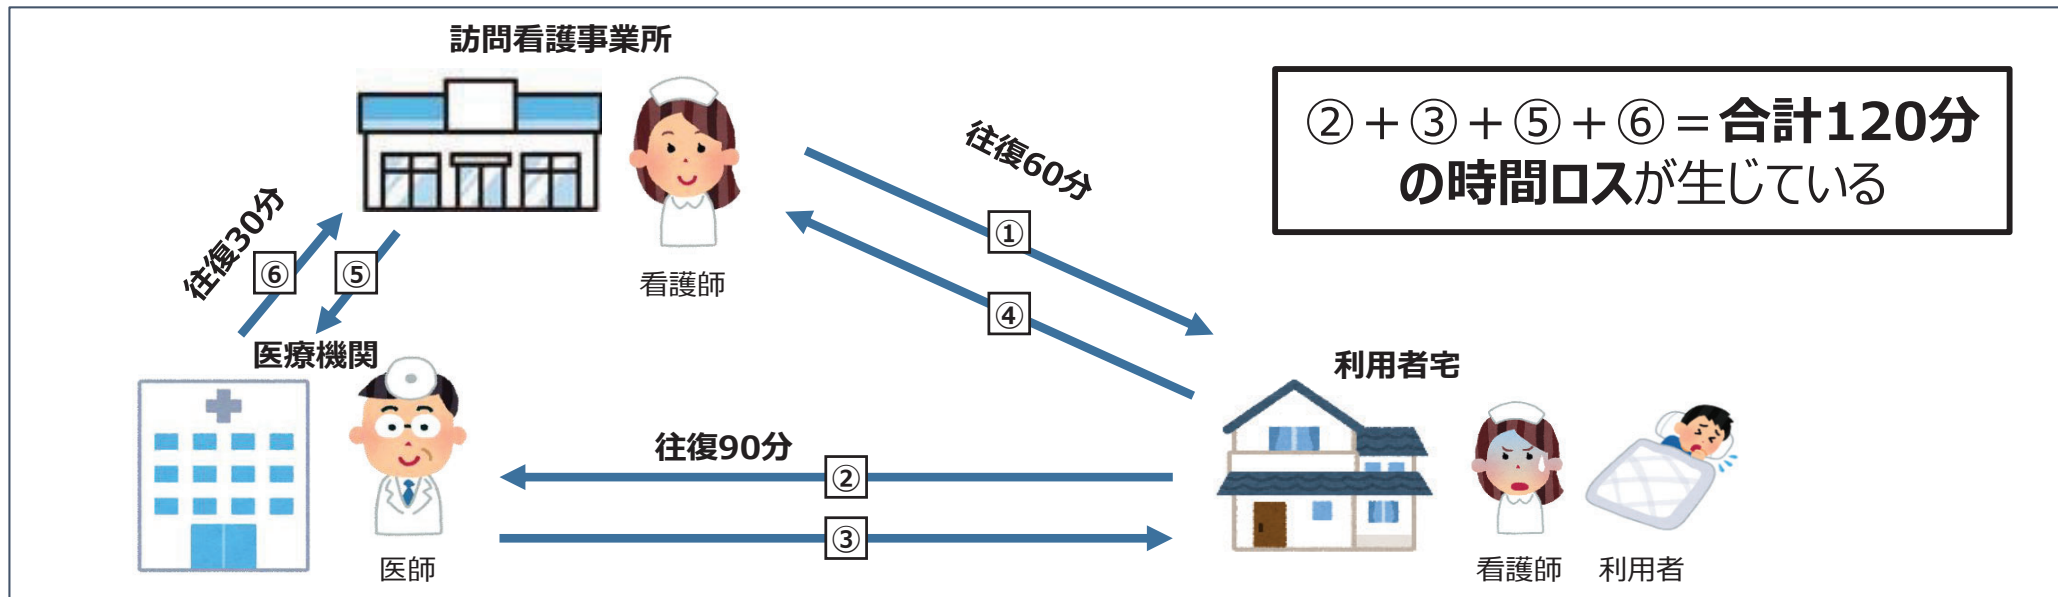 訪問看護事業所
②+③+⑤+⑥=合計120分
の時間ロスが生じている
往復60分
往復30分
①
⑥
⑤
看護師
④
医療機関
利用者宅
往復90分
②
③
医師
看護師
利用者